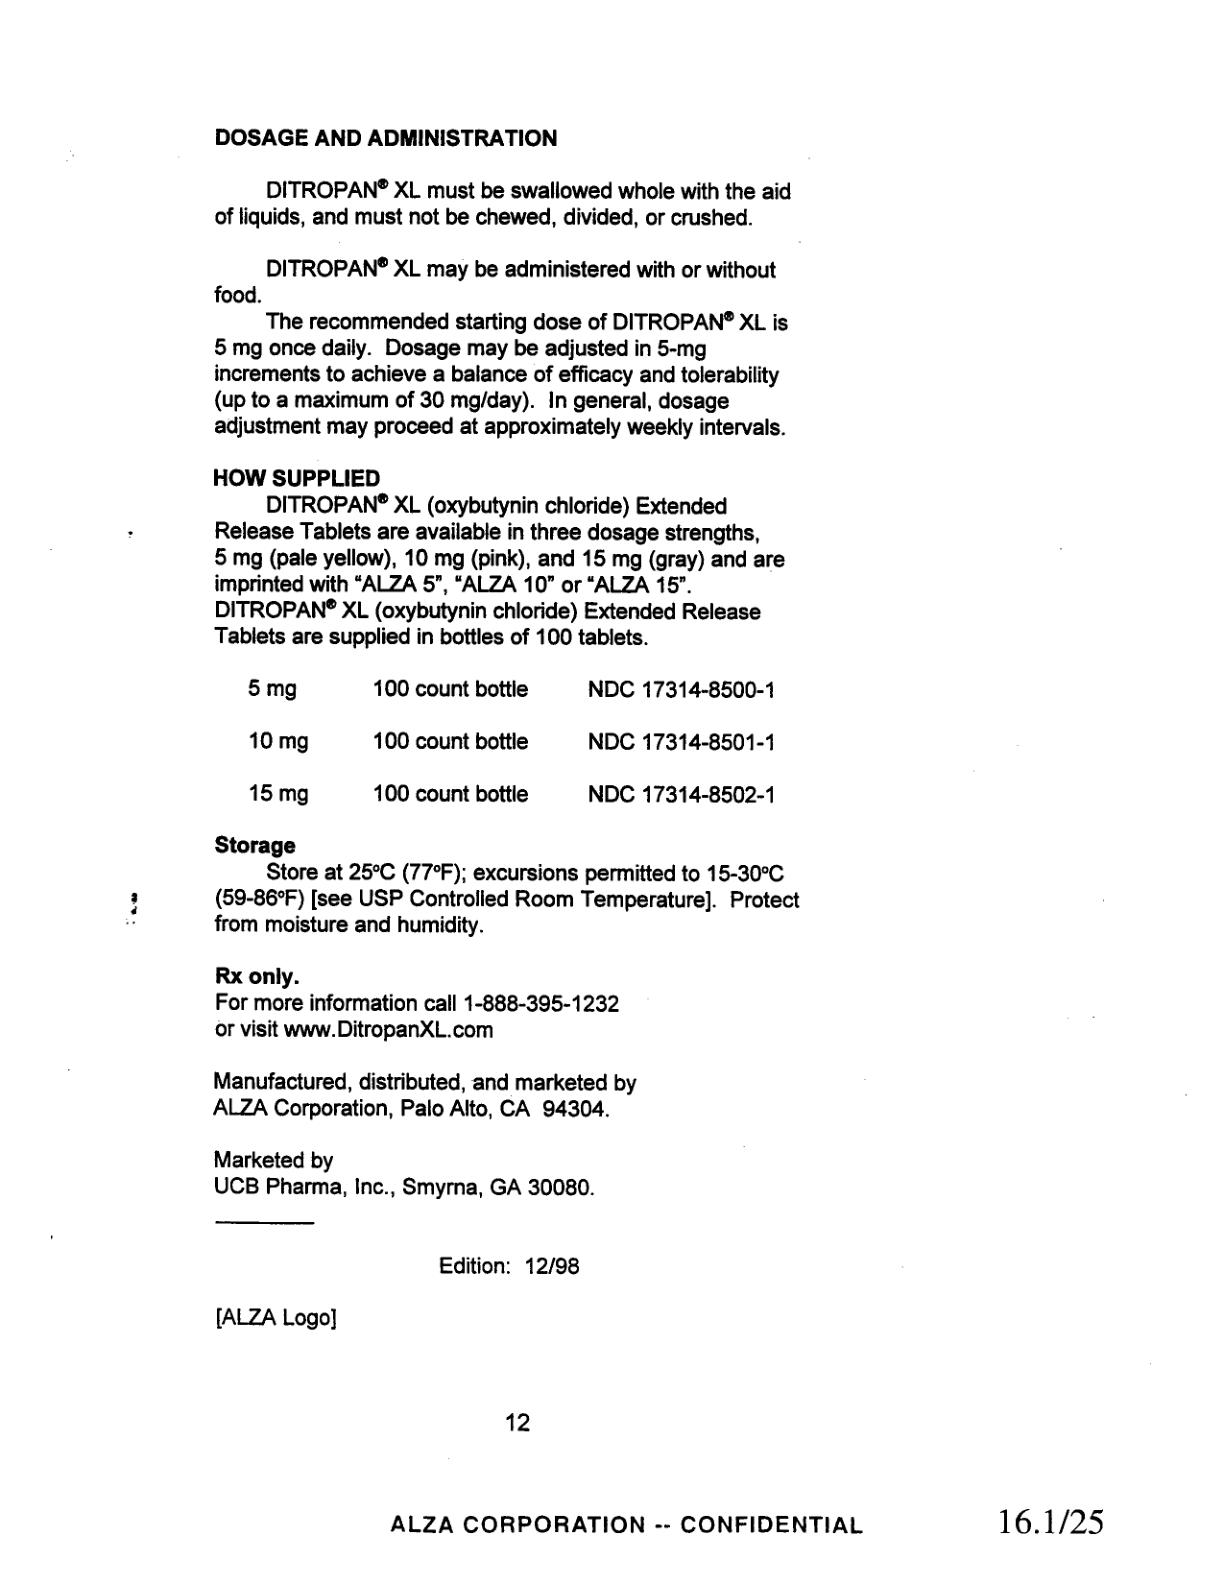 DOSAGE AND ADMINISTRATION
DITROPAN® XL must be swallowed whole with the aid
of liquids, and must not be chewed, divided, or crushed.
DITROPAN® XL may be administered with or without
food.
The recommended starting dose of DITROPAN® XL is
5 mg once daily. Dosage may be adjusted in 5-mg
increments to achieve a balance of efficacy and tolerability
(up to a maximum of 30 mg/day). In general, dosage
adjustment may proceed at approximately weekly intervals.
HOW SUPPLIED
DITROPAN® XL (oxybutynin chloride) Extended
Release Tablets are available in three dosage strengths,
5 mg (pale yellow), 10 mg (pink), and 15 mg (gray) and are
imprinted with “ALZA 5”, “ALZA 10” or “ALZA 15”.
DITROPAN® XL (oxybutynin chloride) Extended Release
Tablets are supplied in bottles of 100 tablets.
5 mg 100 count bottle NDC 17314-8500-1
10 mg 100 count bottle NDC 17314-8501-1
15 mg 100 count bottle NDC 17314-8502-1
Storage
Store at 25ºC (77ºF); excursions permitted to 15-30ºC
(59-86ºF) [see USP Controlled Room Temperature]. Protect
from moisture and humidity.
Rx only.
For more information call 1-888-395-1232
or visit www.DitropanXL.com
Manufactured, distributed, and marketed by
ALZA Corporation, Palo Alto, CA 94304.
Marketed by
UCB Pharma, Inc., Smyrna, GA 30080.
Edition: 12/98
[ALZA Logo]
12
ALZA CORPORATION -- CONFIDENTIAL 16.1/25